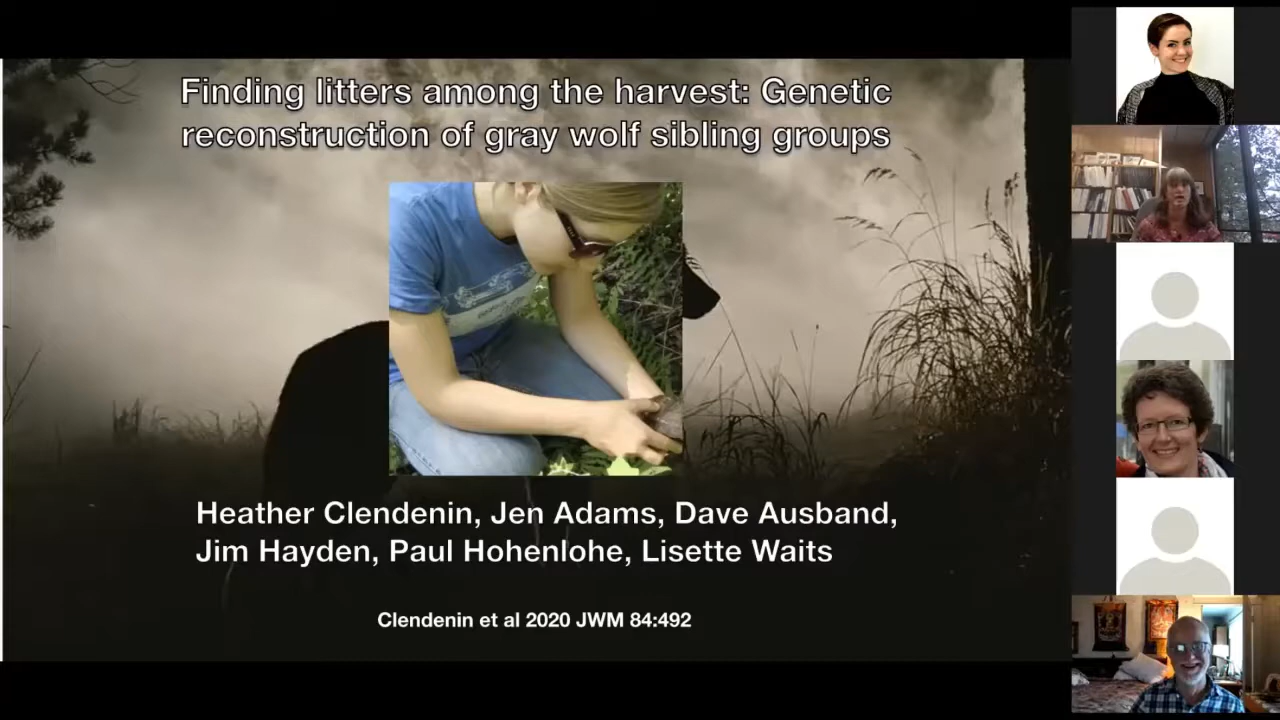 Finding litters among the harvest: Genetic
reconstruction of gray wolf sibling groups
Heather Clendenin, Jen Adams, Dave Ausband,
Jim Hayden, Paul Hohenlohe, Lisette Waits
Clendenin et al 2020 JWM 84:492